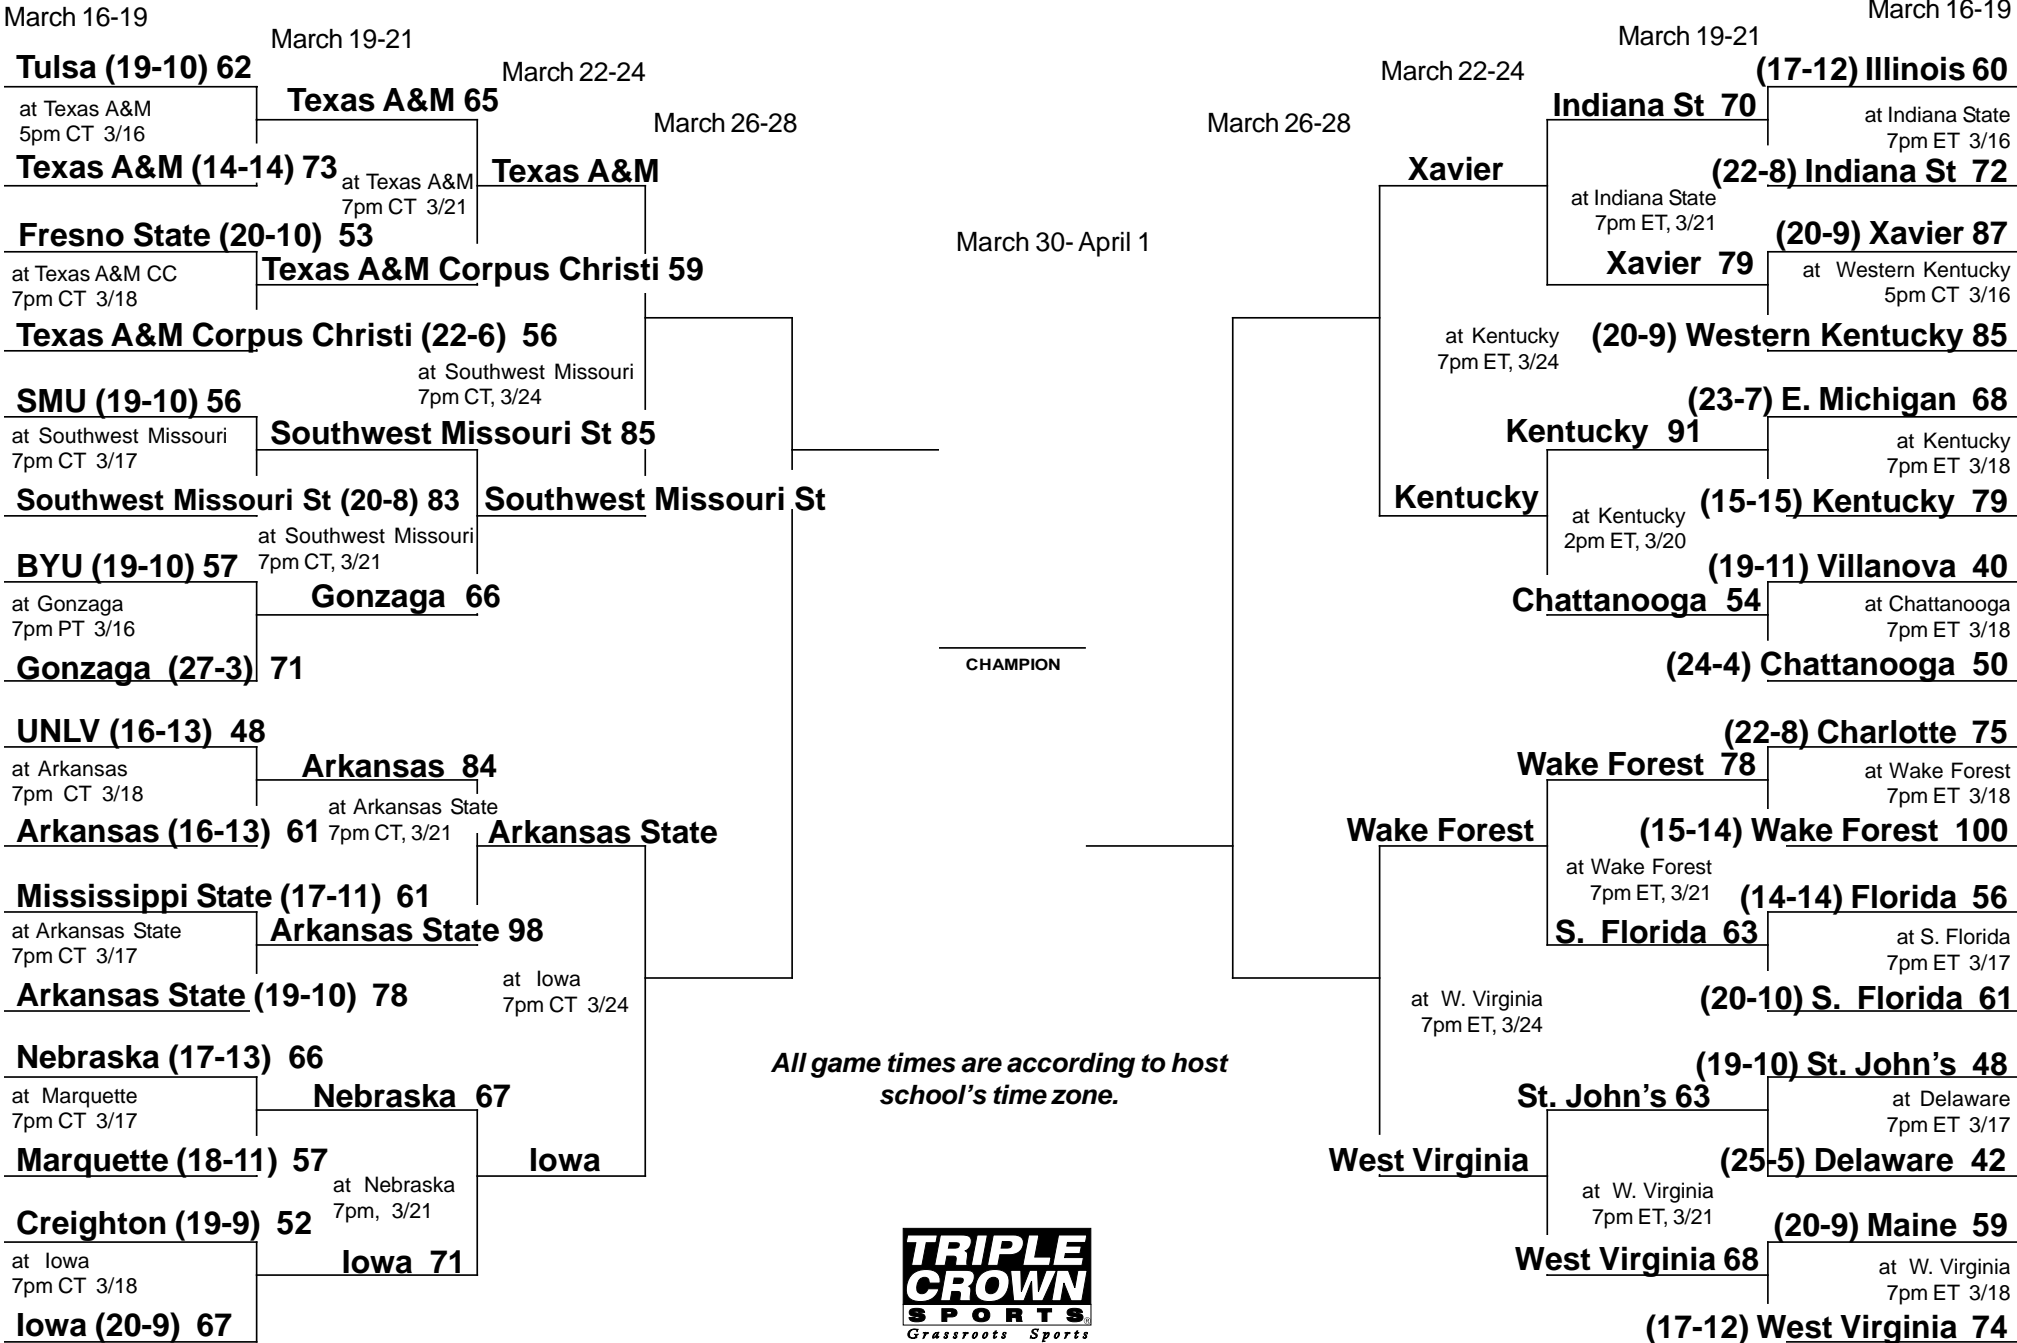 March 16-19
March 19-21
March 22-24
March 26-28
Tulsa (19-10) 62
at Texas A&M
5pm CT 3/16
Texas A&M (14-14) 73
Texas A&M 65
at Texas A&M
7pm CT 3/21
Texas A&M
Fresno State (20-10) 53
at Texas A&M CC
7pm CT 3/18
Texas A&M Corpus Christi 59
Texas A&M Corpus Christi (22-6) 56
at Southwest Missouri
7pm CT, 3/24
SMU (19-10) 56
at Southwest Missouri
7pm CT 3/17
Southwest Missouri St 85
Southwest Missouri St (20-8) 83
Southwest Missouri St
at Southwest Missouri
7pm CT, 3/21
BYU (19-10) 57
at Gonzaga
7pm PT 3/16
Gonzaga 66
Gonzaga (27-3) 71
UNLV (16-13) 48
at Arkansas
7pm CT 3/18
Arkansas 84
Arkansas (16-13) 61
at Arkansas State
7pm CT, 3/21
Arkansas State
Mississippi State (17-11) 61
at Arkansas State
7pm CT 3/17
Arkansas State 98
Arkansas State (19-10) 78
at Iowa
7pm CT 3/24
Nebraska (17-13) 66
at Marquette
7pm CT 3/17
Nebraska 67
Marquette (18-11) 57
at Nebraska
7pm, 3/21
Iowa
Creighton (19-9) 52
at Iowa
7pm CT 3/18
Iowa 71
Iowa (20-9) 67
March 30- April 1
CHAMPION
All game times are according to host
school's time zone.
TRIPLE
CROWN
SPORTS®
Grassroots Sports
March 16-19
March 19-21
March 22-24
March 26-28
(17-12) Illinois 60
at Indiana State
7pm ET 3/16
Indiana St 70
(22-8) Indiana St 72
at Indiana State
7pm ET, 3/21
Xavier
(20-9) Xavier 87
at Western Kentucky
5pm CT 3/16
Xavier 79
(20-9) Western Kentucky 85
at Kentucky
7pm ET, 3/24
(23-7) E. Michigan 68
at Kentucky
7pm ET 3/18
Kentucky 91
(15-15) Kentucky 79
Kentucky
at Kentucky
2pm ET, 3/20
(19-11) Villanova 40
at Chattanooga
7pm ET 3/18
Chattanooga 54
(24-4) Chattanooga 50
(22-8) Charlotte 75
at Wake Forest
7pm ET 3/18
Wake Forest 78
(15-14) Wake Forest 100
Wake Forest
at Wake Forest
7pm ET, 3/21
(14-14) Florida 56
at S. Florida
7pm ET 3/17
S. Florida 63
(20-10) S. Florida 61
at W. Virginia
7pm ET, 3/24
(19-10) St. John's 48
at Delaware
7pm ET 3/17
St. John's 63
(25-5) Delaware 42
West Virginia
at W. Virginia
7pm ET, 3/21
(20-9) Maine 59
at W. Virginia
7pm ET 3/18
West Virginia 68
(17-12) West Virginia 74